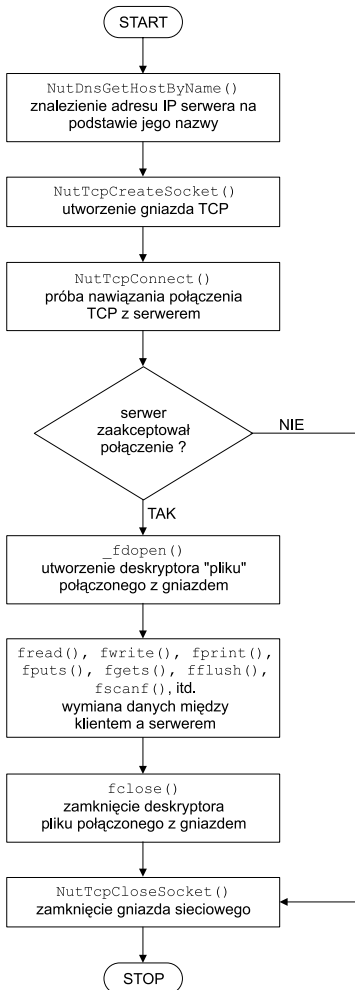 START
NutDnsGetHostByName()
znalezienie adresu IP serwera na
podstawie jego nazwy
NutTcpCreateSocket()
utworzenie gniazda TCP
NutTcpConnect()
próba nawiązania połączenia
TCP z serwerem
serwer
zaakceptował
połączenie ?
NIE
TAK
_fdopen()
utworzenie deskryptora "pliku"
połączonego z gniazdem
fread(), fwrite(), fprint(),
fputs(), fgets(), fflush(),
fscanf(), itd.
wymiana danych między
klientem a serwerem
fclose()
zamknięcie deskryptora
pliku połączonego z gniazdem
NutTcpCloseSocket()
zamknięcie gniazda sieciowego
STOP